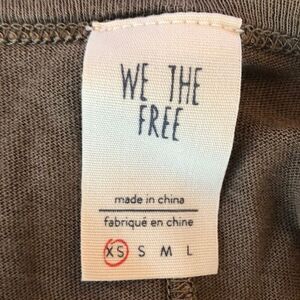 WE THE
FREE
made in china
fabriqué en chine
XS S M L